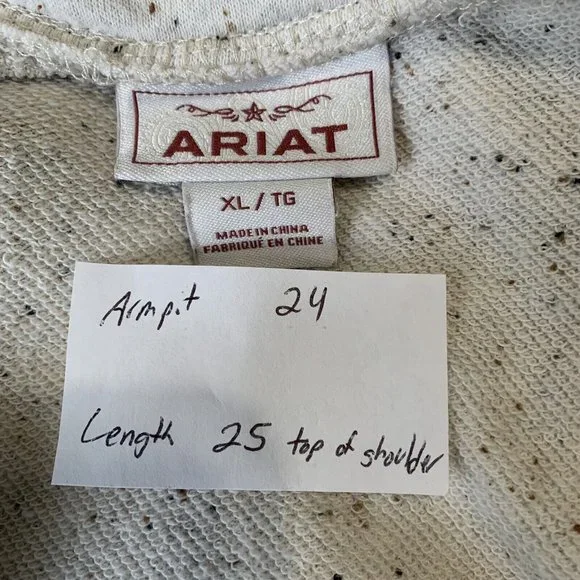 ARIAT
XL / TG
MADE IN CHINA
FABRIQUÉ EN CHINE
Armpit 24
Length 25 top of shoulder